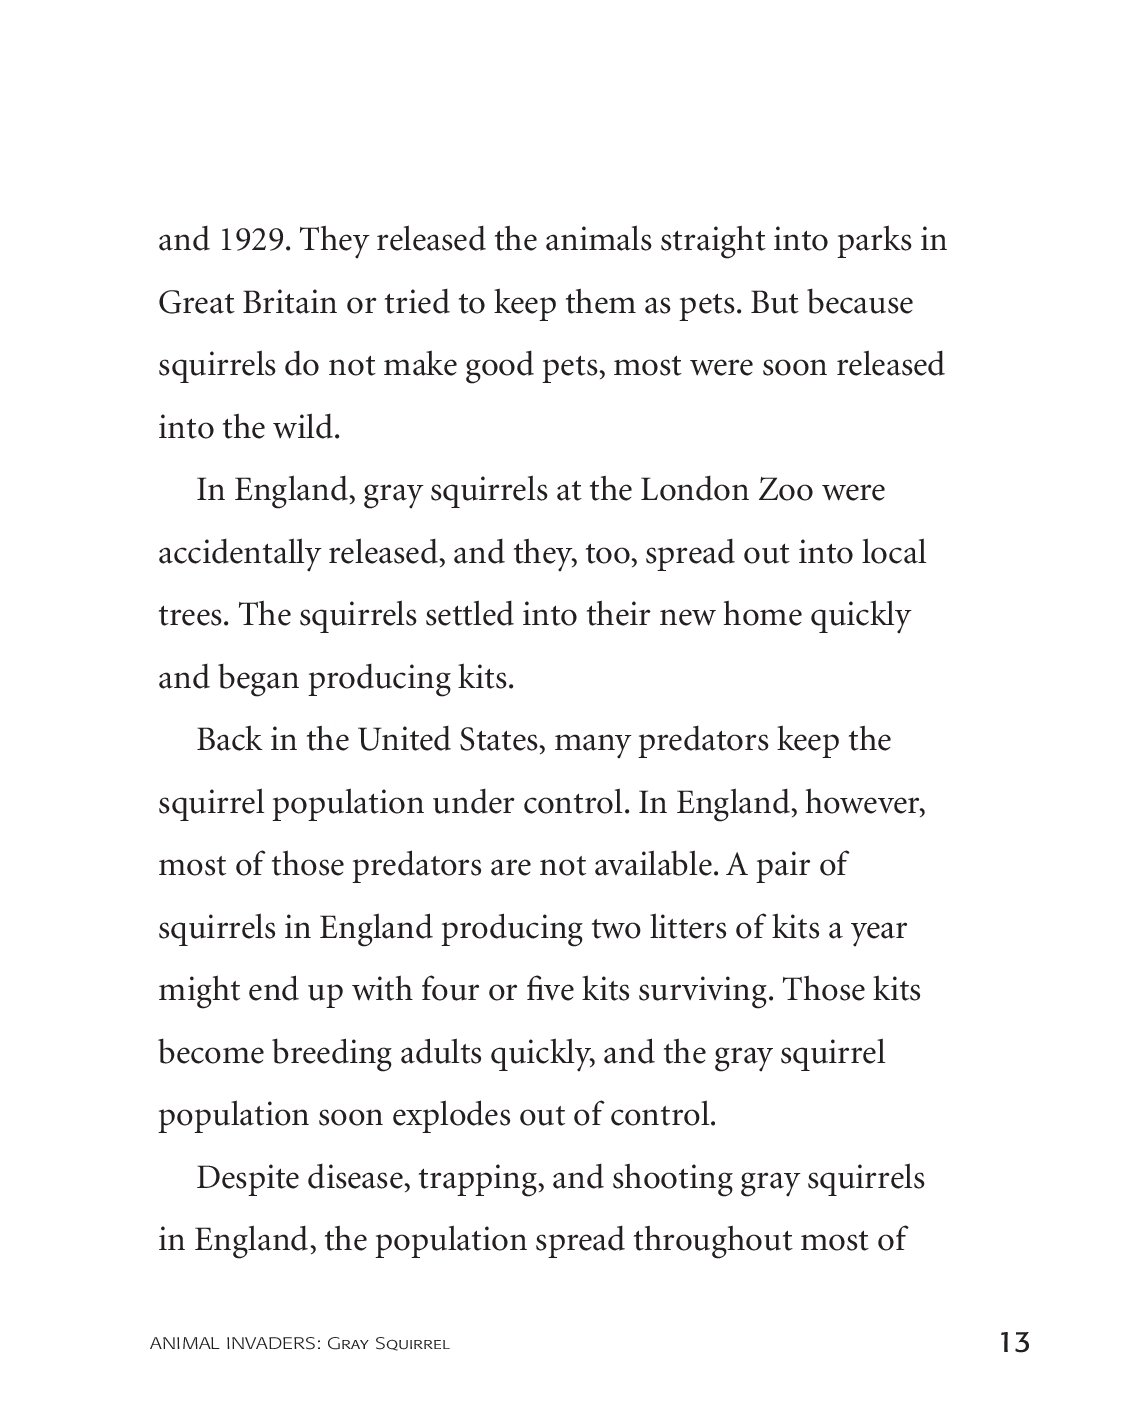 and 1929. They released the animals straight into parks in
Great Britain or tried to keep them as pets. But because
squirrels do not make good pets, most were soon released
into the wild.
In England, gray squirrels at the London Zoo were
accidentally released, and they, too, spread out into local
trees. The squirrels settled into their new home quickly
and began producing kits.
Back in the United States, many predators keep the
squirrel population under control. In England, however,
most of those predators are not available. A pair of
squirrels in England producing two litters of kits a year
might end up with four or five kits surviving. Those kits
become breeding adults quickly, and the gray squirrel
population soon explodes out of control.
Despite disease, trapping, and shooting gray squirrels
in England, the population spread throughout most of
ANIMAL INVADERS: Gray Squirrel 13